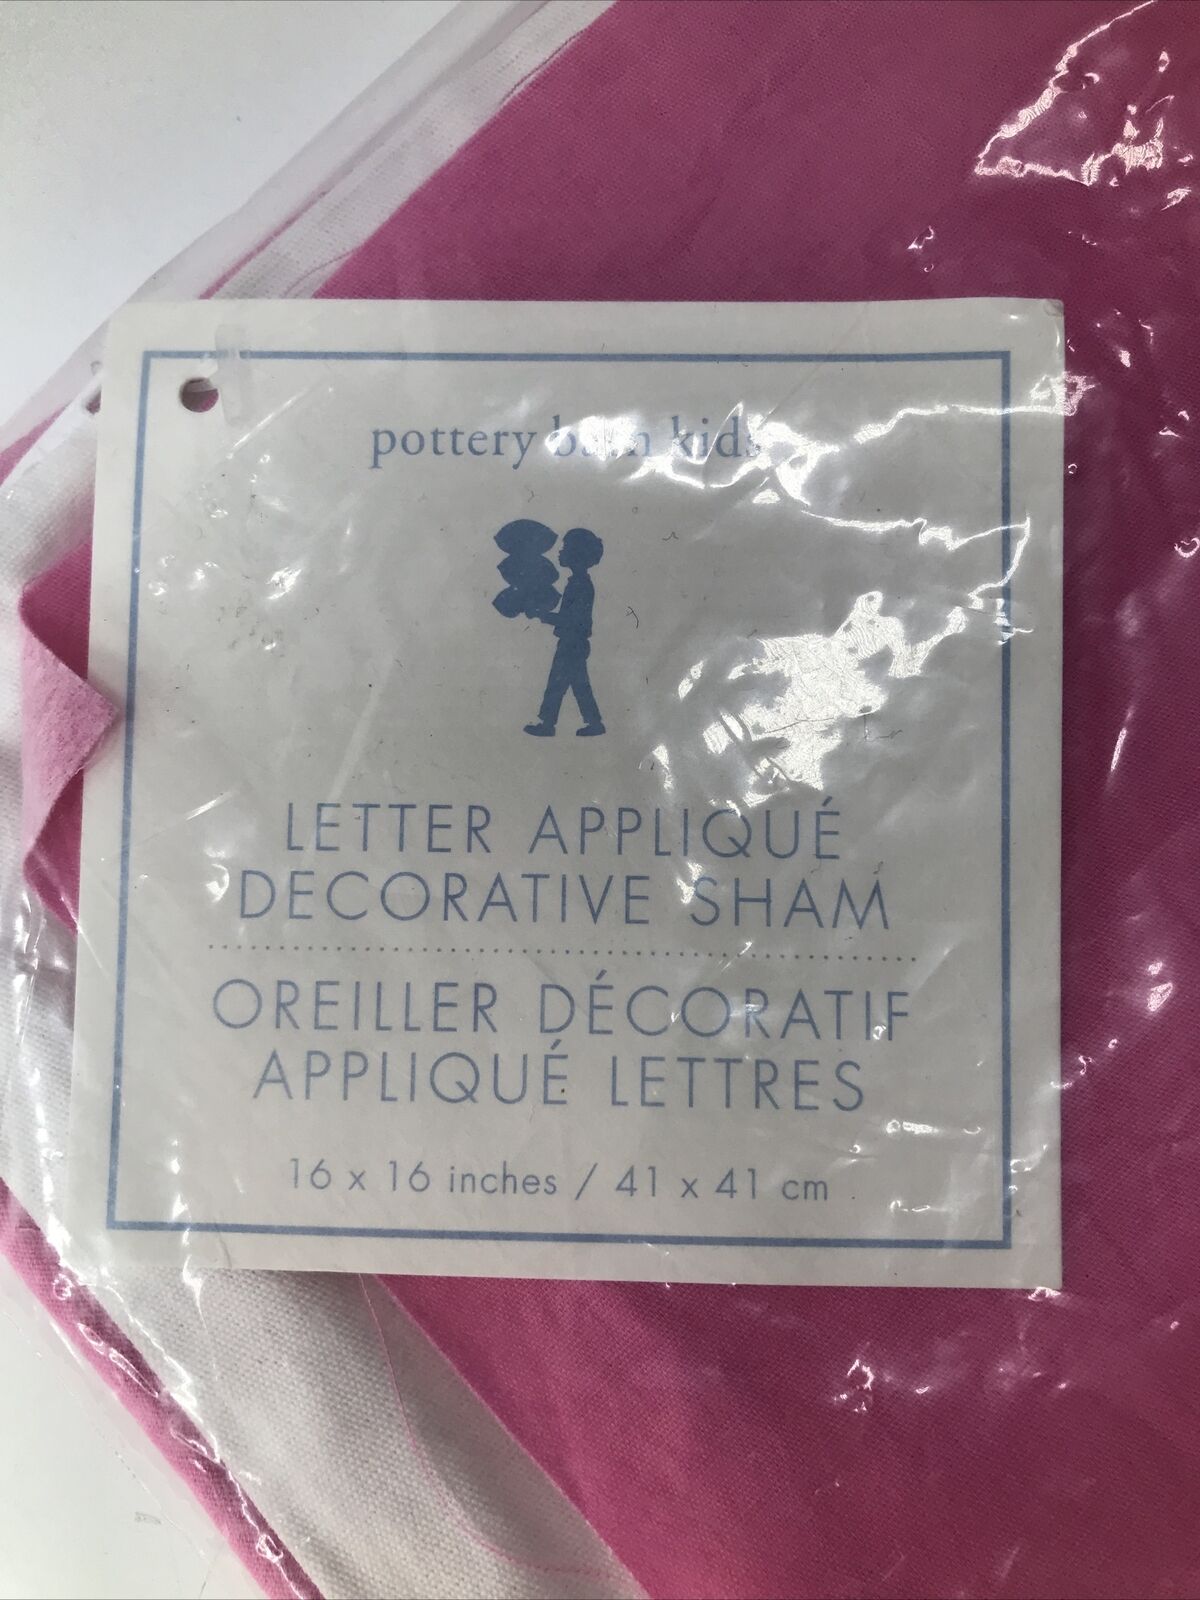 pottery barn kids
LETTER APPLIQUÉ
DECORATIVE SHAM
OREILLER DÉCORATIF
APPLIQUÉ LETTRES
16 x 16 inches / 41 x 41 cm